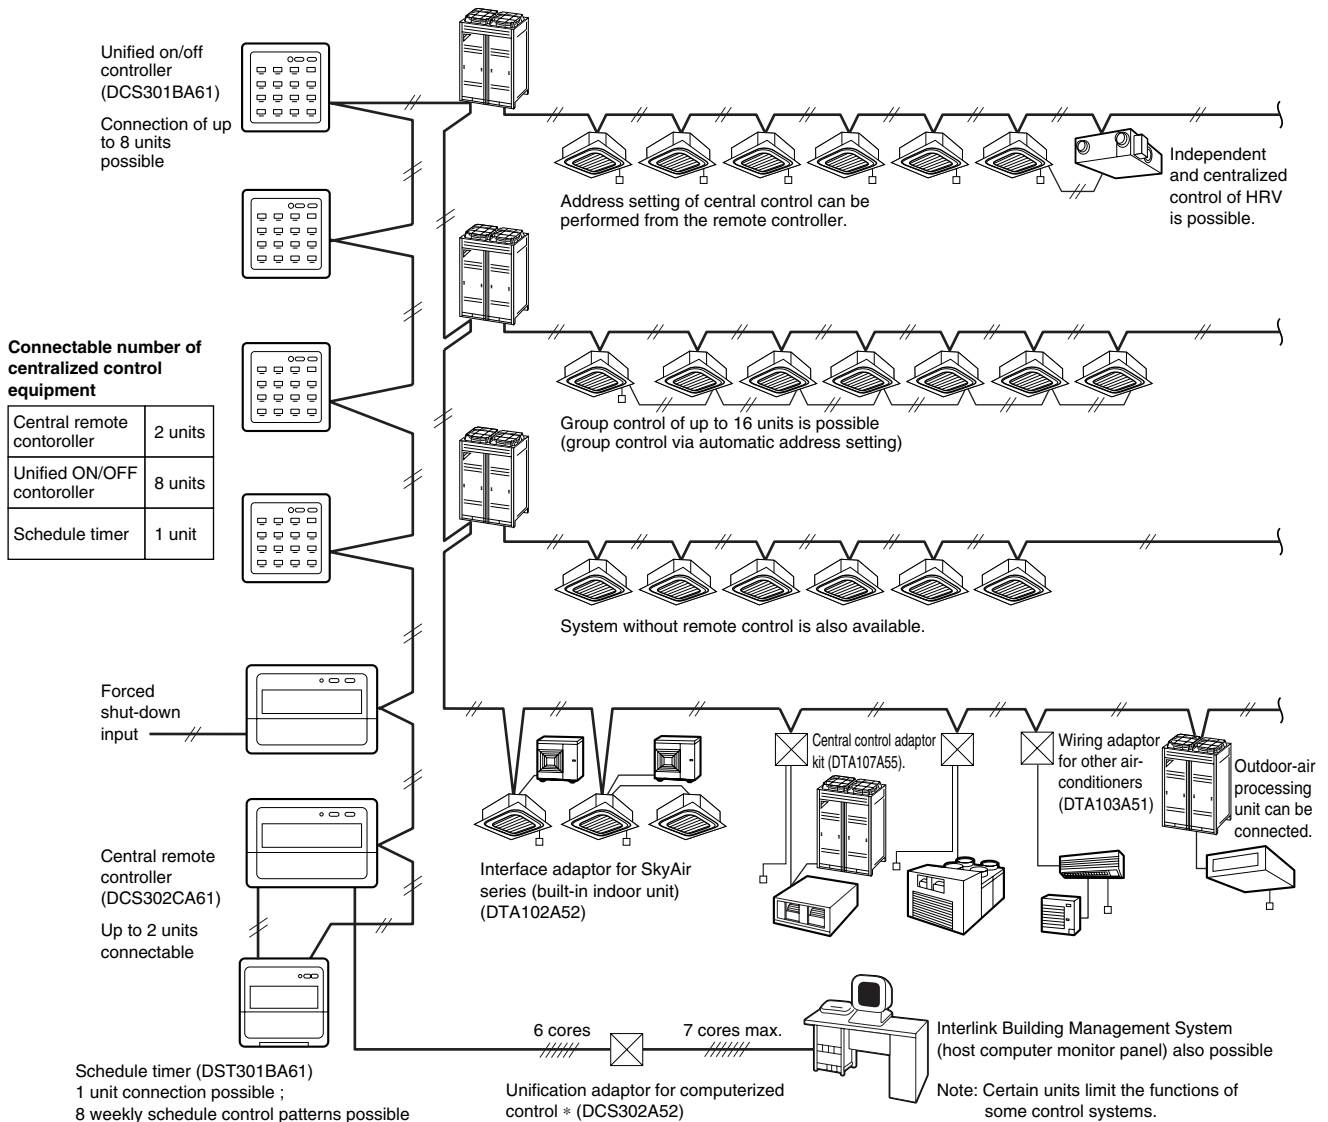 Unified on/off
controller
(DCS301BA61)
Connection of up
to 8 units
possible
Independent
and centralized
control of HRV
is possible.
Address setting of central control can be
performed from the remote controller.
Connectable number of
centralized control
equipment
Central remote
contoroller
2 units
Unified ON/OFF
contoroller
8 units
Schedule timer
1 unit
Group control of up to 16 units is possible
(group control via automatic address setting)
System without remote control is also available.
Forced
shut-down
input
Central control adaptor
kit (DTA107A55).
Wiring adaptor
for other air-
conditioners
(DTA103A51)
Outdoor-air
processing
unit can be
connected.
Interface adaptor for SkyAir
series (built-in indoor unit)
(DTA102A52)
Central remote
controller
(DCS302CA61)
Up to 2 units
connectable
6 cores
7 cores max.
Interlink Building Management System
(host computer monitor panel) also possible
Schedule timer (DST301BA61)
1 unit connection possible ;
8 weekly schedule control patterns possible
Unification adaptor for computerized
control * (DCS302A52)
Note: Certain units limit the functions of
some control systems.